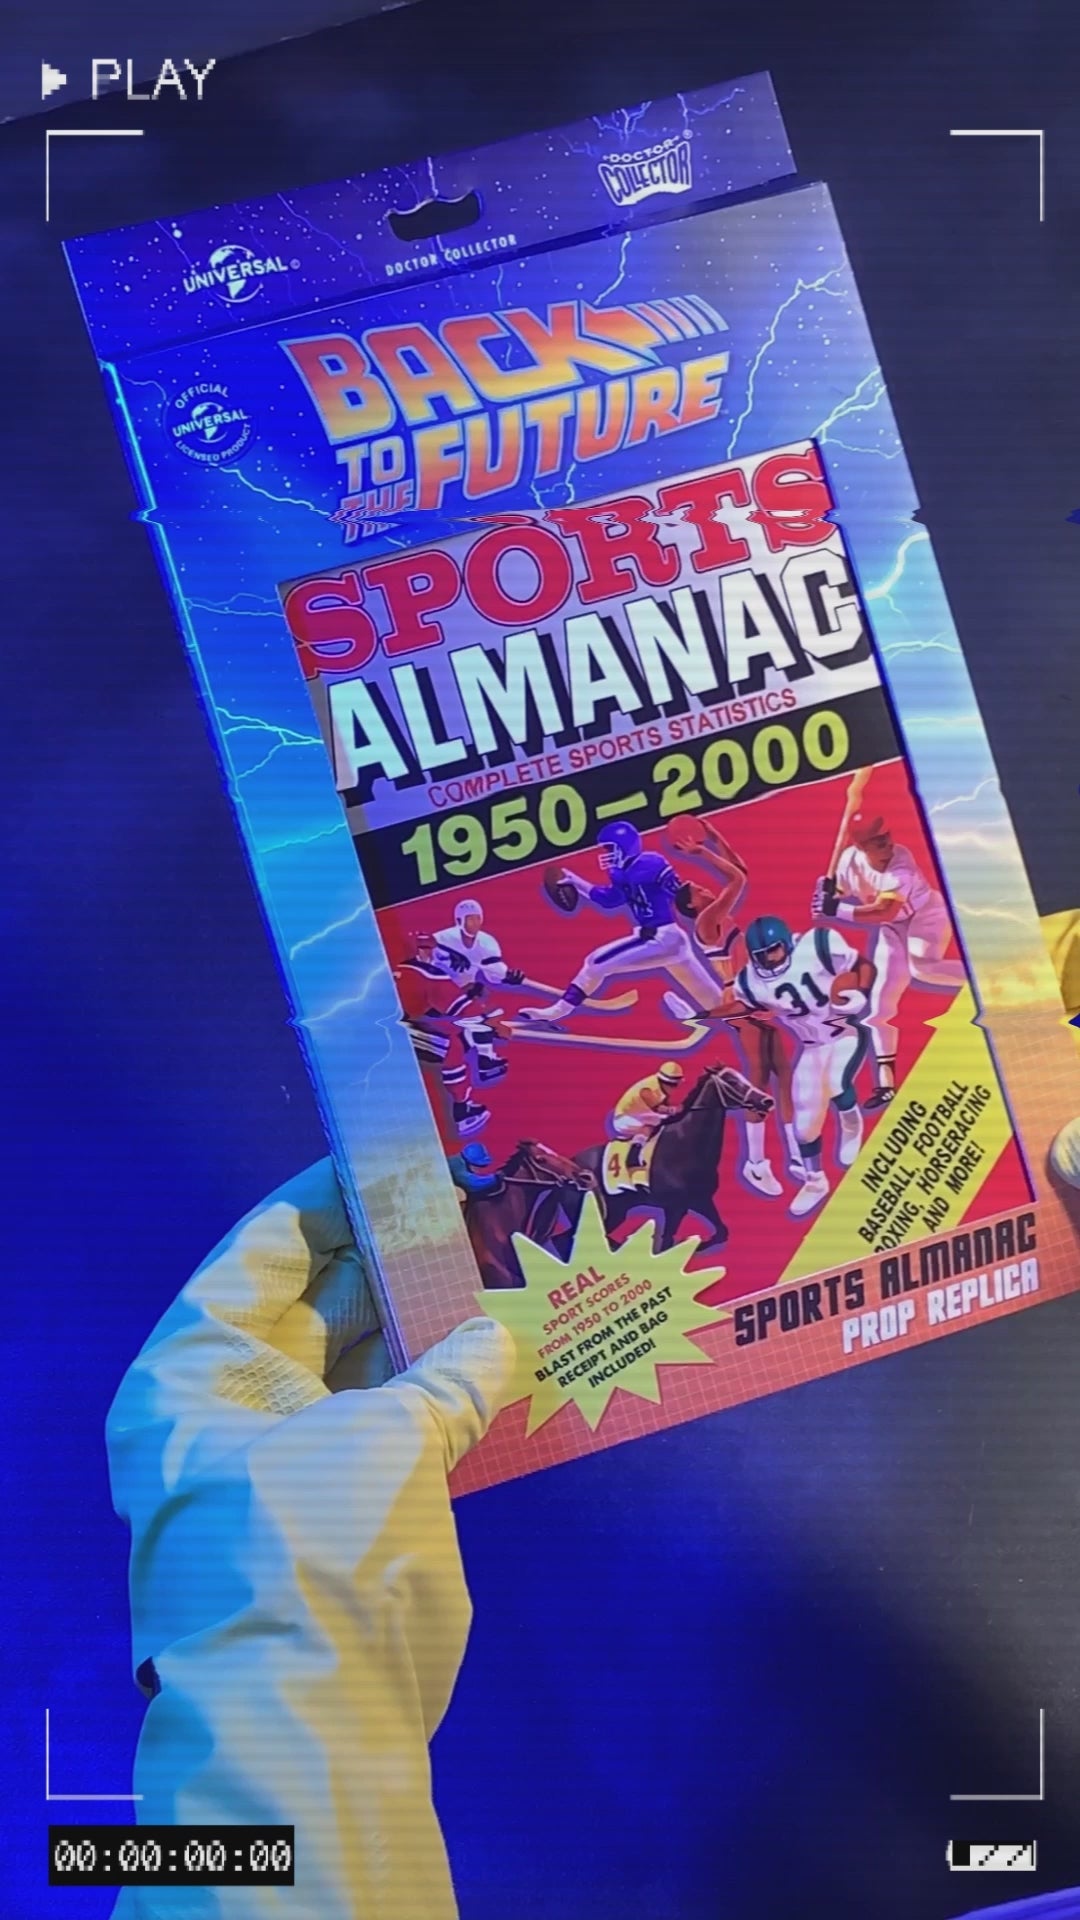 PLAY
DOCTOR
COLLECTOR
UNIVERSAL
DOCTOR COLLECTOR
BACK
TO
THE
FUTURE
OFFICIAL
UNIVERSAL
LICENSED PRODUCT
SPORTS
ALMANAC
COMPLETE SPORTS STATISTICS
1950-2000
31
4
INCLUDING
BASEBALL, FOOTBALL
BOXING, HORSERACING
AND MORE!
REAL
SPORT SCORES
FROM 1950 TO 2000
BLAST FROM THE PAST
RECEIPT AND BAG
INCLUDED!
SPORTS ALMANAC
PROP REPLICA
00:00:00:00